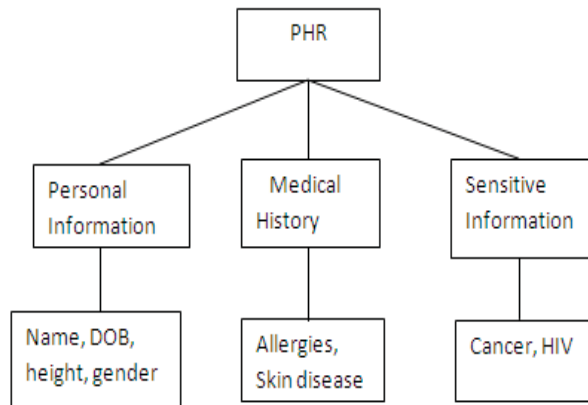 PHR
Personal
Information
Medical
History
Sensitive
Information
Name, DOB,
height, gender
Allergies,
Skin disease
Cancer, HIV